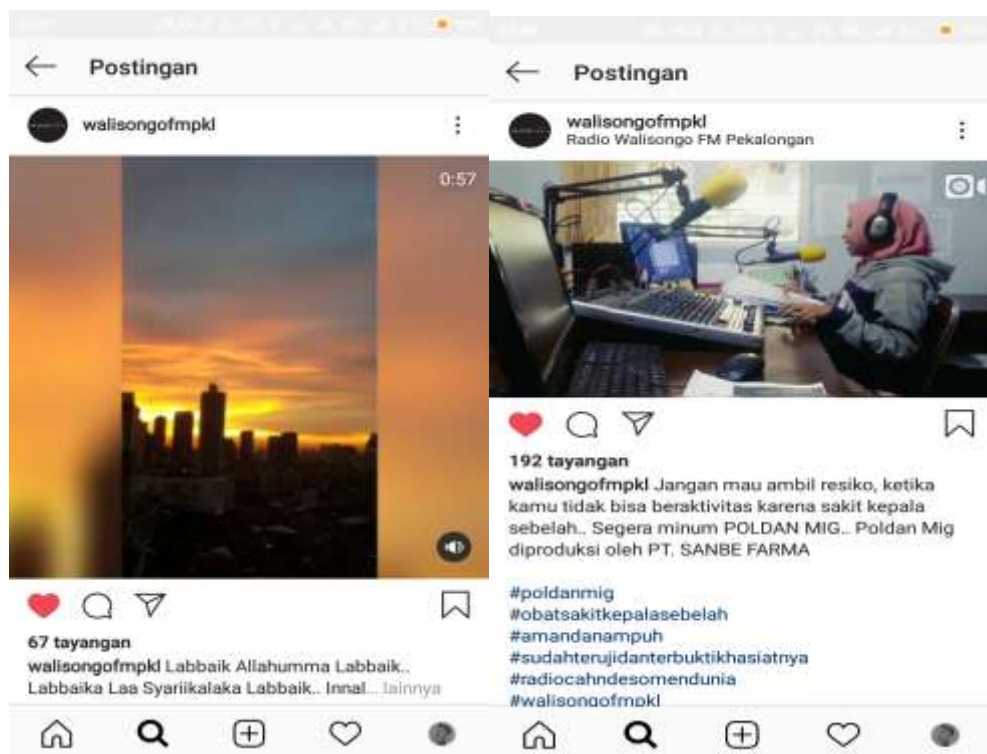 Postingan
walisongofmpkl
0:57
67 tayangan
walisongofmpkl Labbaik Allahumma Labbaik..
Labbaika Laa Syariikalaka Labbaik.. Innal... lainnya
Postingan
walisongofmpkl
Radio Walisongo FM Pekalongan
192 tayangan
walisongofmpkl Jangan mau ambil resiko, ketika
kamu tidak bisa beraktivitas karena sakit kepala
sebelah.. Segera minum POLDAN MIG.. Poldan Mig
diproduksi oleh PT. SANBE FARMA
#poldanmig
#obatsakitkepalasebelah
#amandanampuh
#sudahterujidanterbuktikhasiatnya
#radiocahndesomendunia
#walisongofmpkl